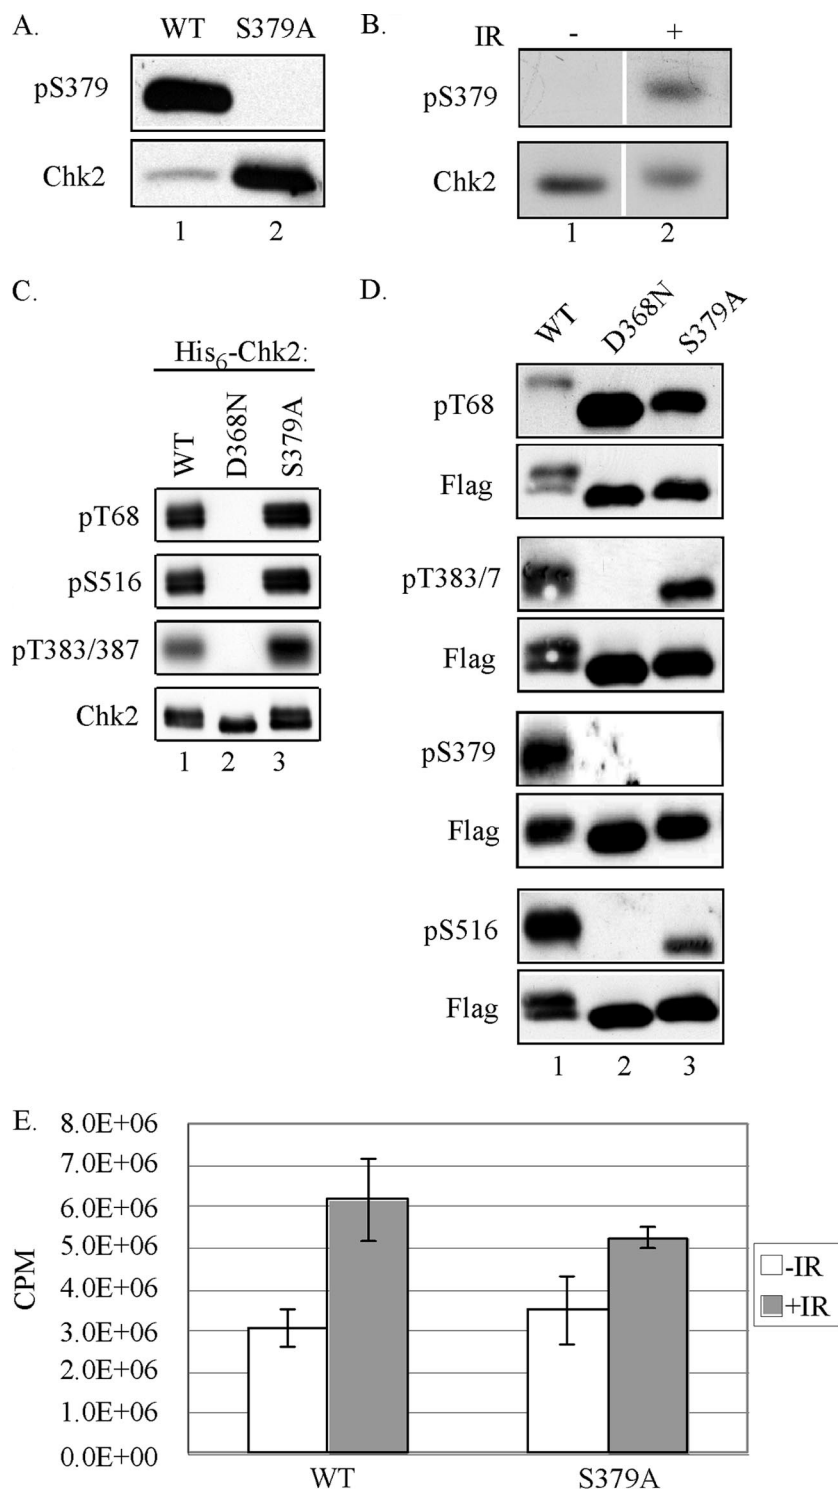 A.
WT S379A
pS379
Chk2
1 2
B.
IR - +
pS379
Chk2
1 2
C.
His6-Chk2:
WT D368N S379A
pT68
pS516
pT383/387
Chk2
1 2 3
D.
WT D368N S379A
pT68
Flag
pT383/7
Flag
pS379
Flag
pS516
Flag
1 2 3
E.
8.0E+06
7.0E+06
6.0E+06
5.0E+06
4.0E+06
3.0E+06
2.0E+06
1.0E+06
0.0E+00
CPM
WT S379A
-IR
+IR